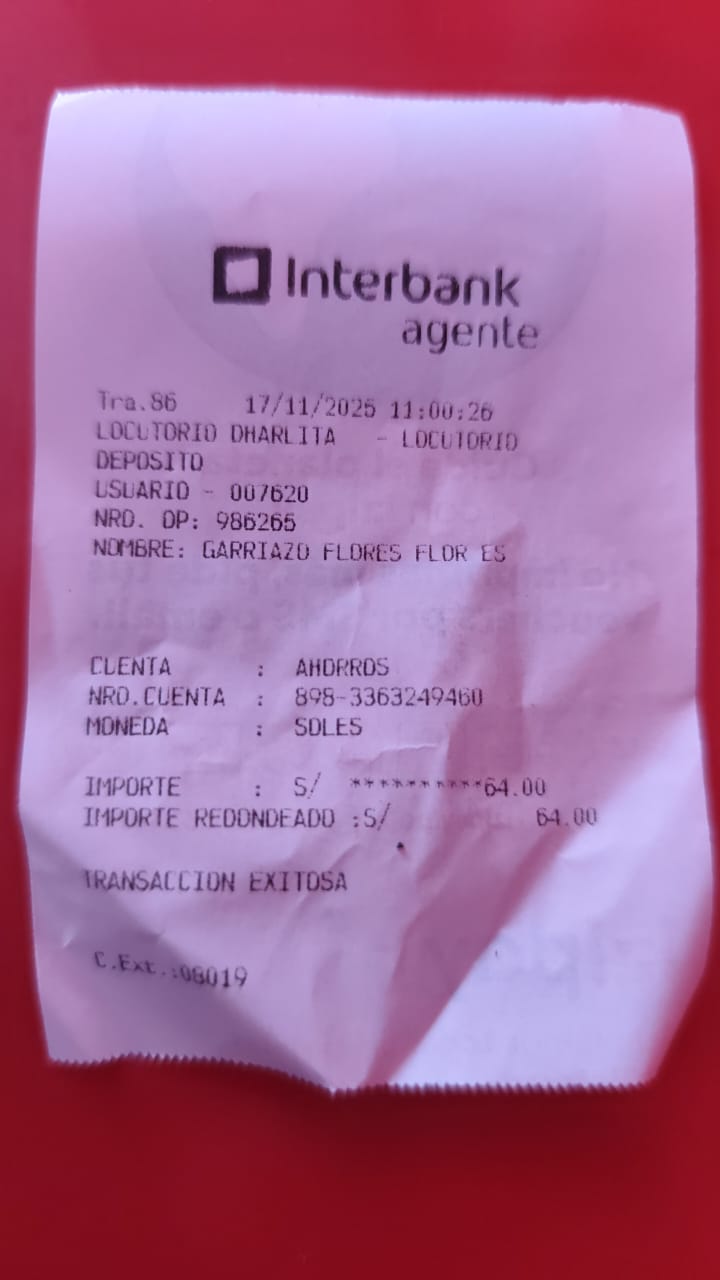 Interbank
agente
Tra.86 17/11/2025 11:00:26
LOCUTORIO DHARLITA - LOCUTORIO
DEPOSITO
USUARIO - 007620
NRO. OP: 986265
NOMBRE: GARRIAZO FLORES FLOR ES
CUENTA : AHORROS
NRO.CUENTA : 898-3363249460
MONEDA : SOLES
IMPORTE : S/ **********64.00
IMPORTE REDONDEADO :S/ 64.00
TRANSACCION EXITOSA
C.Ext.:08019